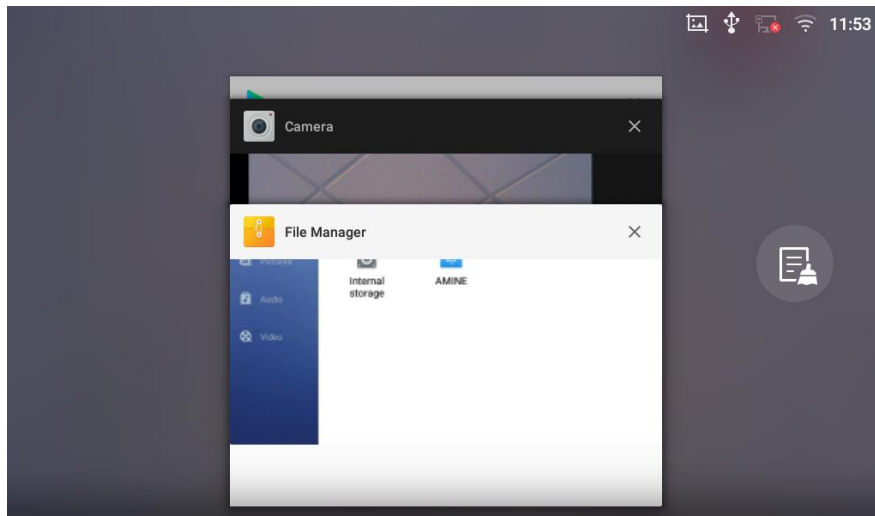 11:53
Camera
File Manager
Pictures
Internal
storage
AMINE
Audio
Video